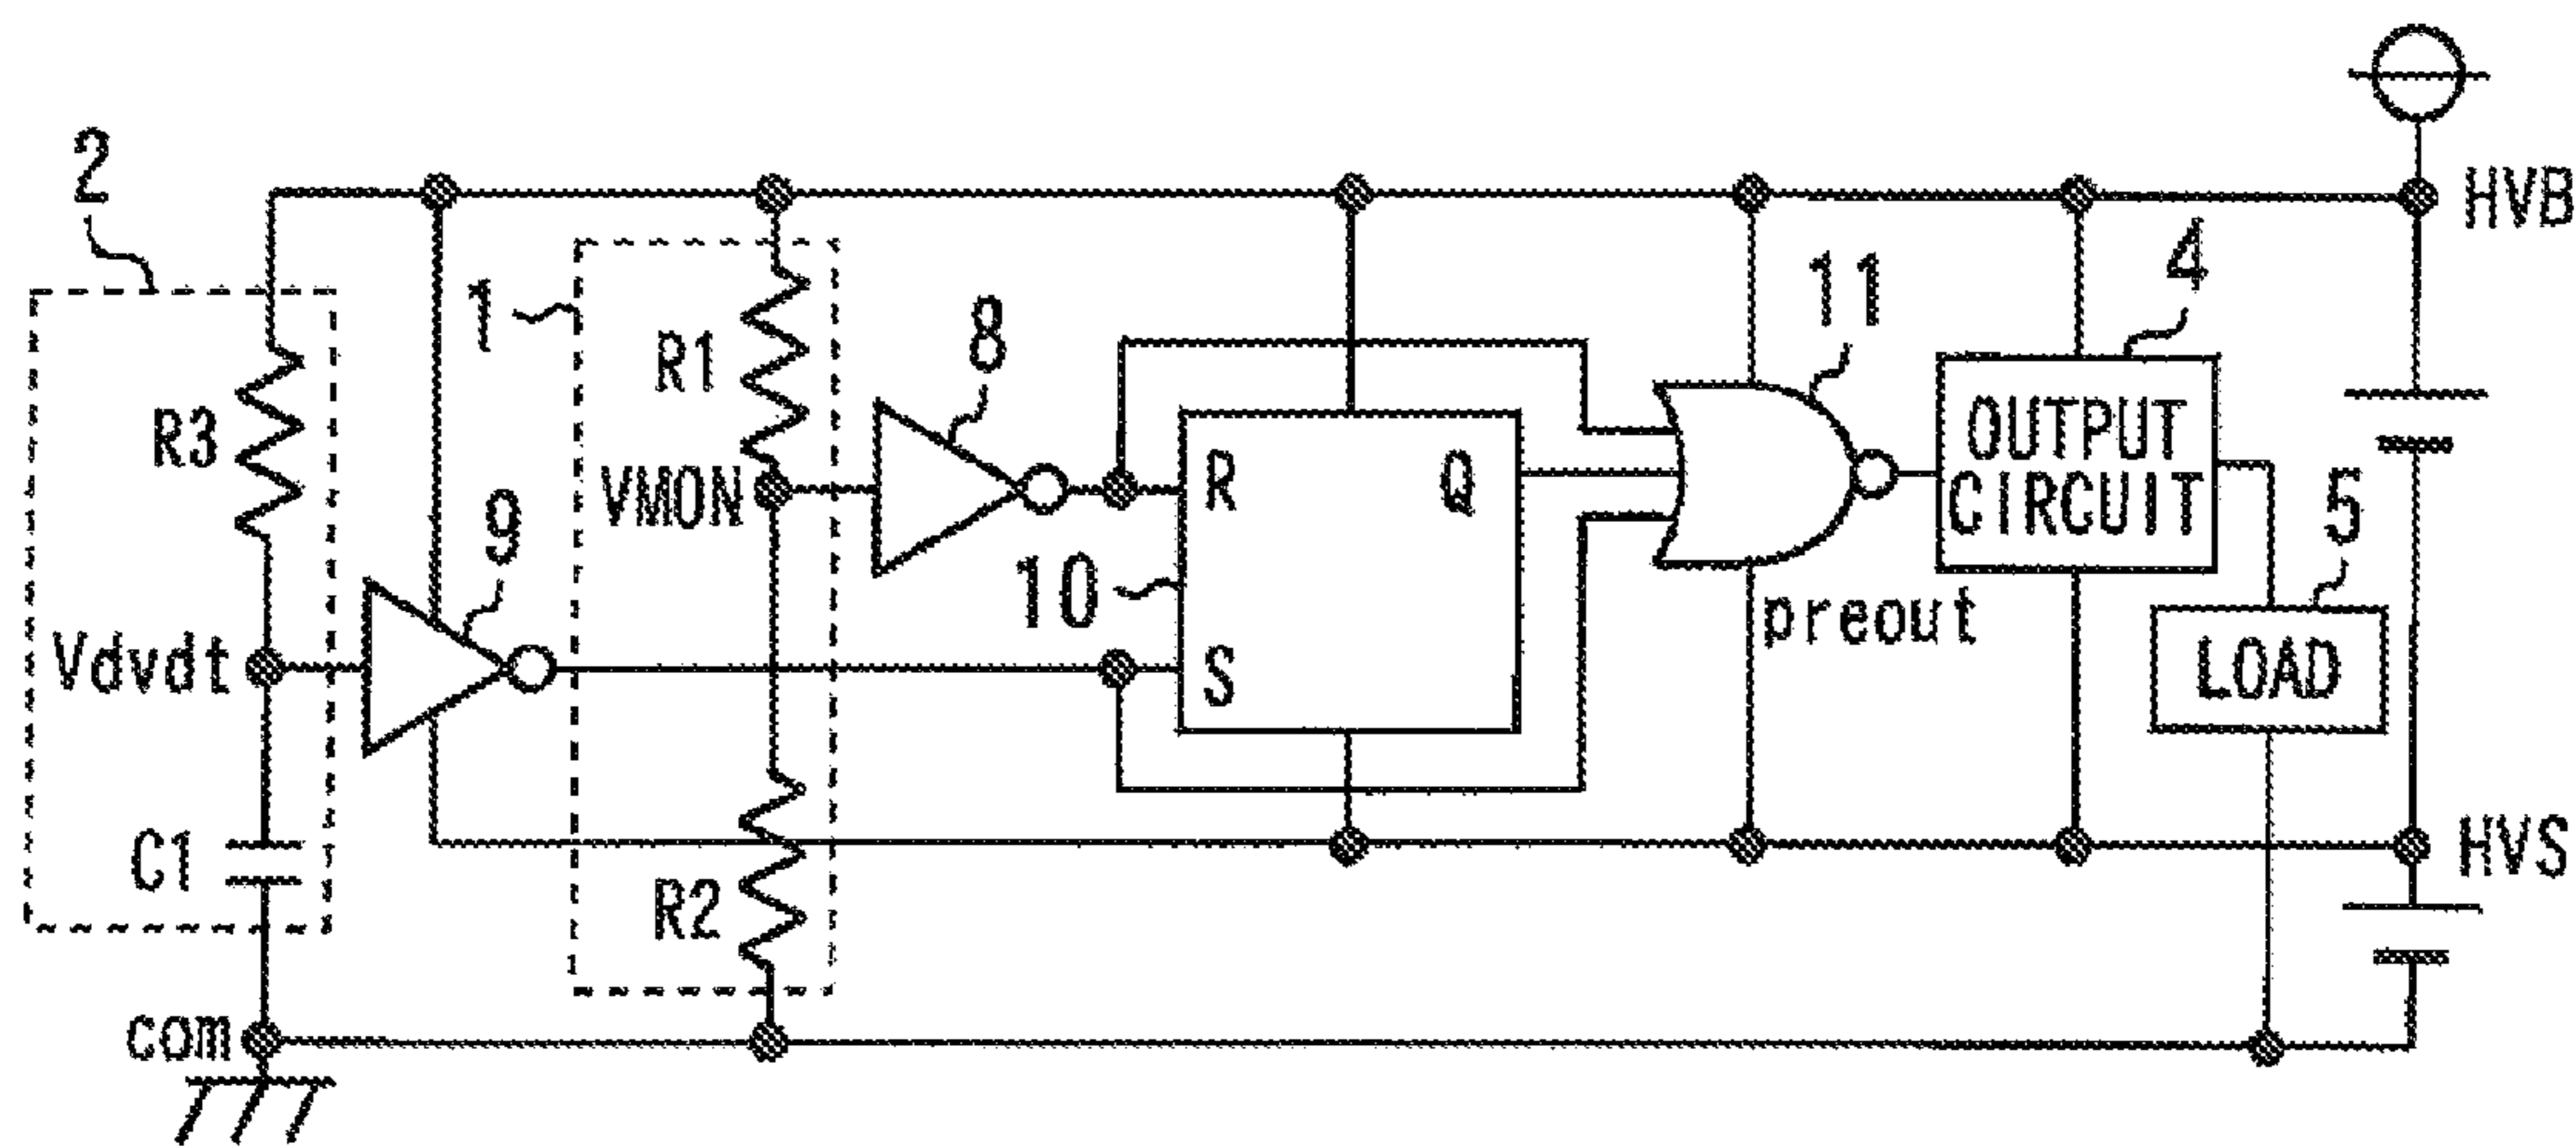 2
HVB
4
1
11
R1
8
R3
OUTPUT
CIRCUIT
VMON
R
Q
9
5
10
preout
Vdvdt
S
LOAD
C1
HVS
R2
com